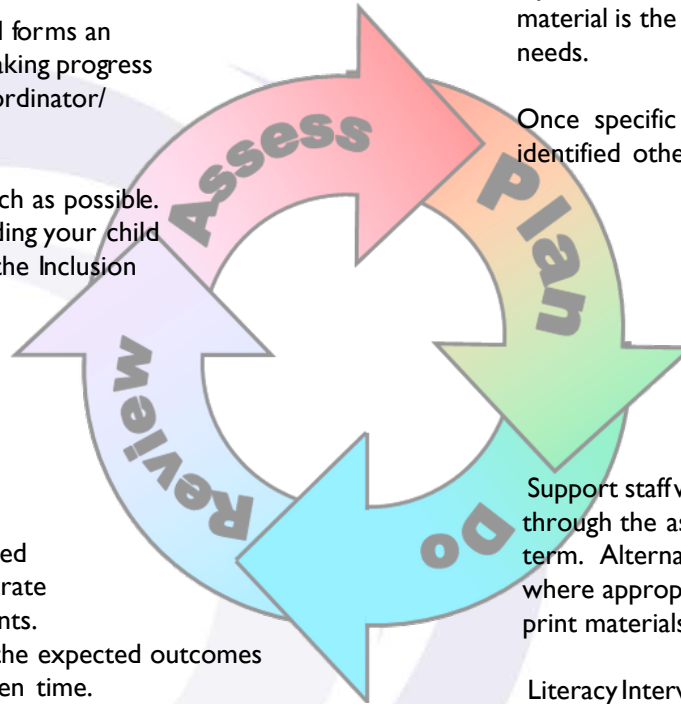 forms an
aking progress
ordinator/
ch as possible.
ding your child
the Inclusion
Assess
material is the
needs.
Once specific
identified othe
Plan
Support staff
through the as
term. Alterna
where approp
print materials
Literacy Interv
Do
ed
rate
nts.
the expected outcomes
en time.
Review